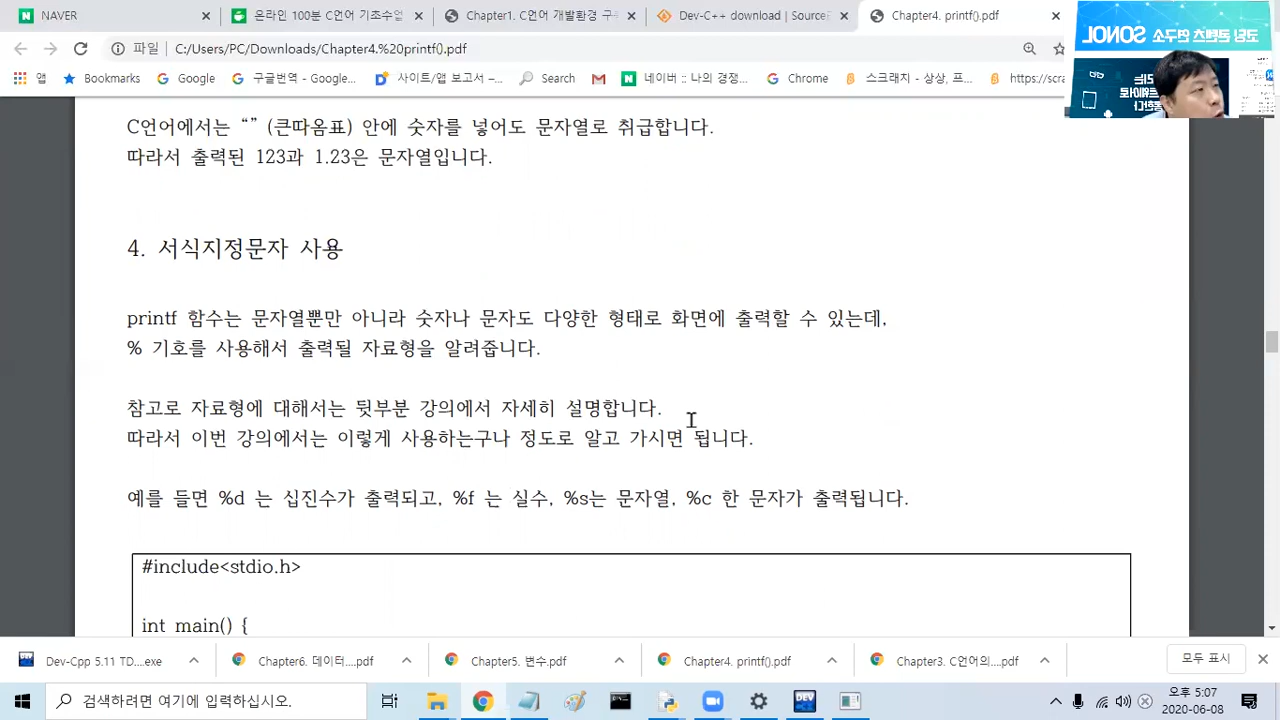 NAVER
온라인 100분 C언어 기초수업
Chapter1. C언어 개발환경 구
Dev-C++ download | Source
Chapter4. printf().pdf
파일
C:/Users/PC/Downloads/Chapter4.%20printf().pdf
앱
Bookmarks
Google
구글번역 - Google...
사이트/앱 보고서 –...
Search
네이버 :: 나의 경쟁...
Chrome
스크래치 - 상상, 프...
https://scra
코딩 콘텐츠 연구소 SONOL
C언어에서는 “” (큰따옴표) 안에 숫자를 넣어도 문자열로 취급합니다.
따라서 출력된 123과 1.23은 문자열입니다.
4. 서식지정문자 사용
printf 함수는 문자열뿐만 아니라 숫자나 문자도 다양한 형태로 화면에 출력할 수 있는데,
% 기호를 사용해서 출력될 자료형을 알려줍니다.
참고로 자료형에 대해서는 뒷부분 강의에서 자세히 설명합니다.
따라서 이번 강의에서는 이렇게 사용하는구나 정도로 알고 가시면 됩니다.
예를 들면 %d 는 십진수가 출력되고, %f 는 실수, %s는 문자열, %c 한 문자가 출력됩니다.
#include<stdio.h>
int main() {
Dev-Cpp 5.11 TD....exe
Chapter6. 데이터....pdf
Chapter5. 변수.pdf
Chapter4. printf().pdf
Chapter3. C언어의....pdf
모두 표시
검색하려면 여기에 입력하십시오.
DEV
오후 5:07
2020-06-08